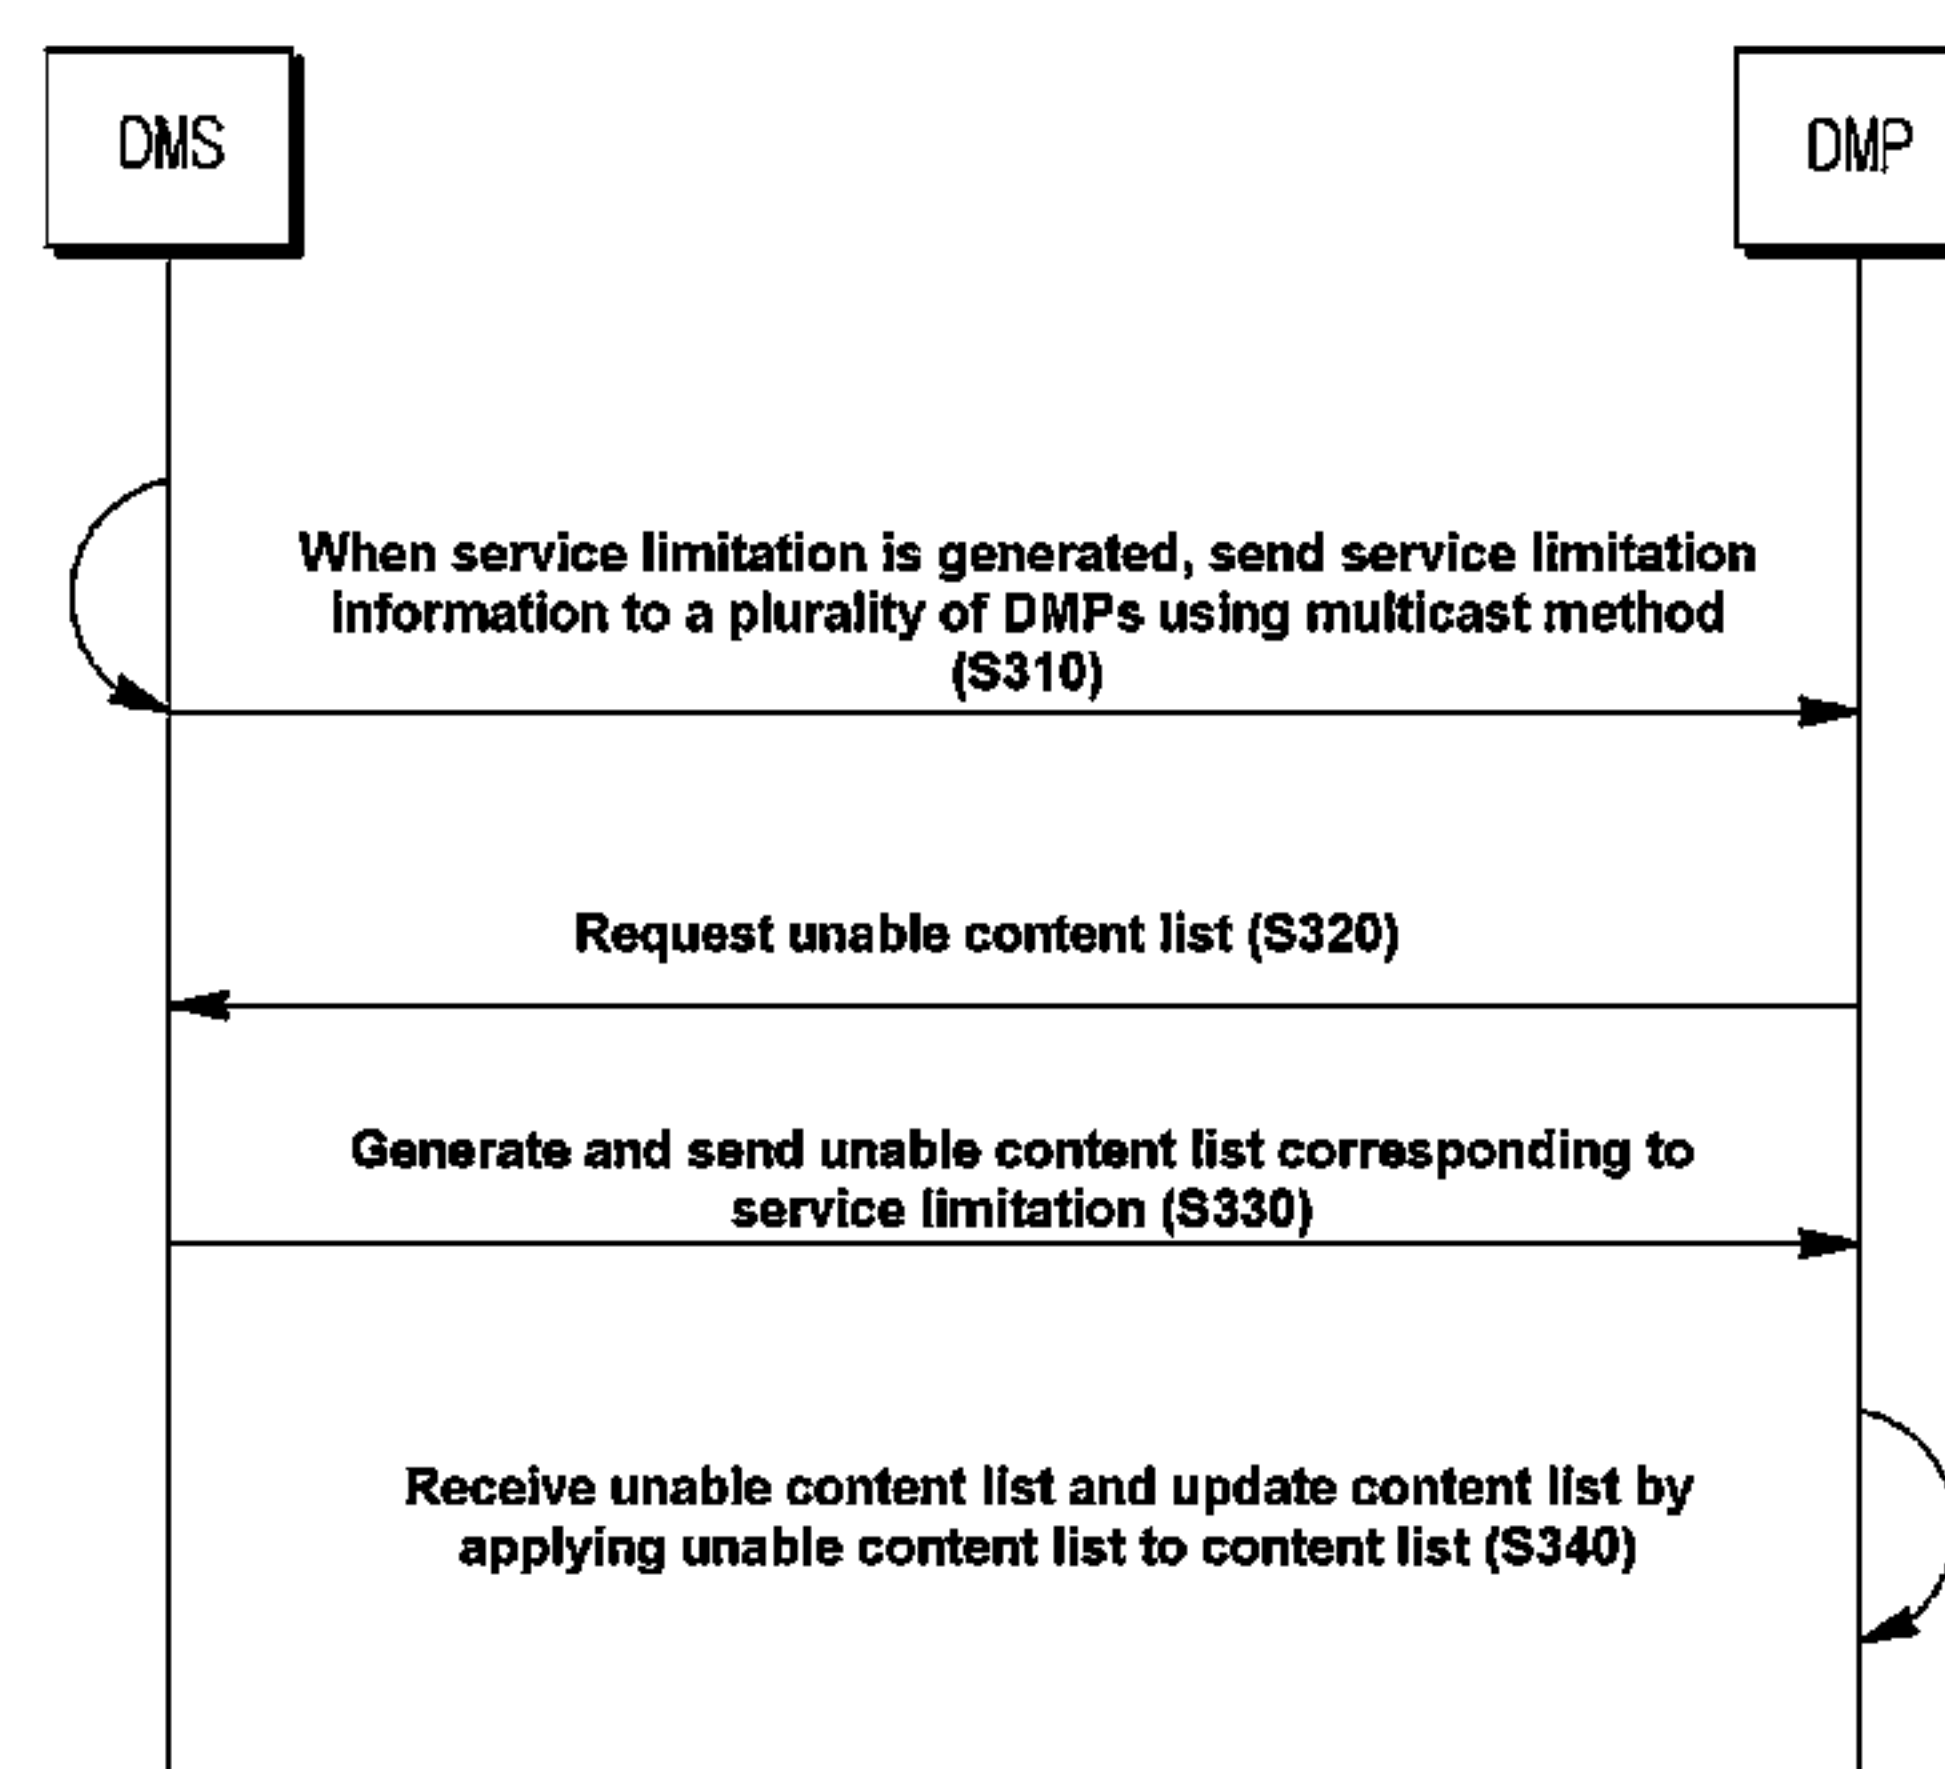 DMS
DMP
When service limitation is generated, send service limitation
information to a plurality of DMPs using multicast method
(S310)
Request unable content list (S320)
Generate and send unable content list corresponding to
service limitation (S330)
Receive unable content list and update content list by
applying unable content list to content list (S340)